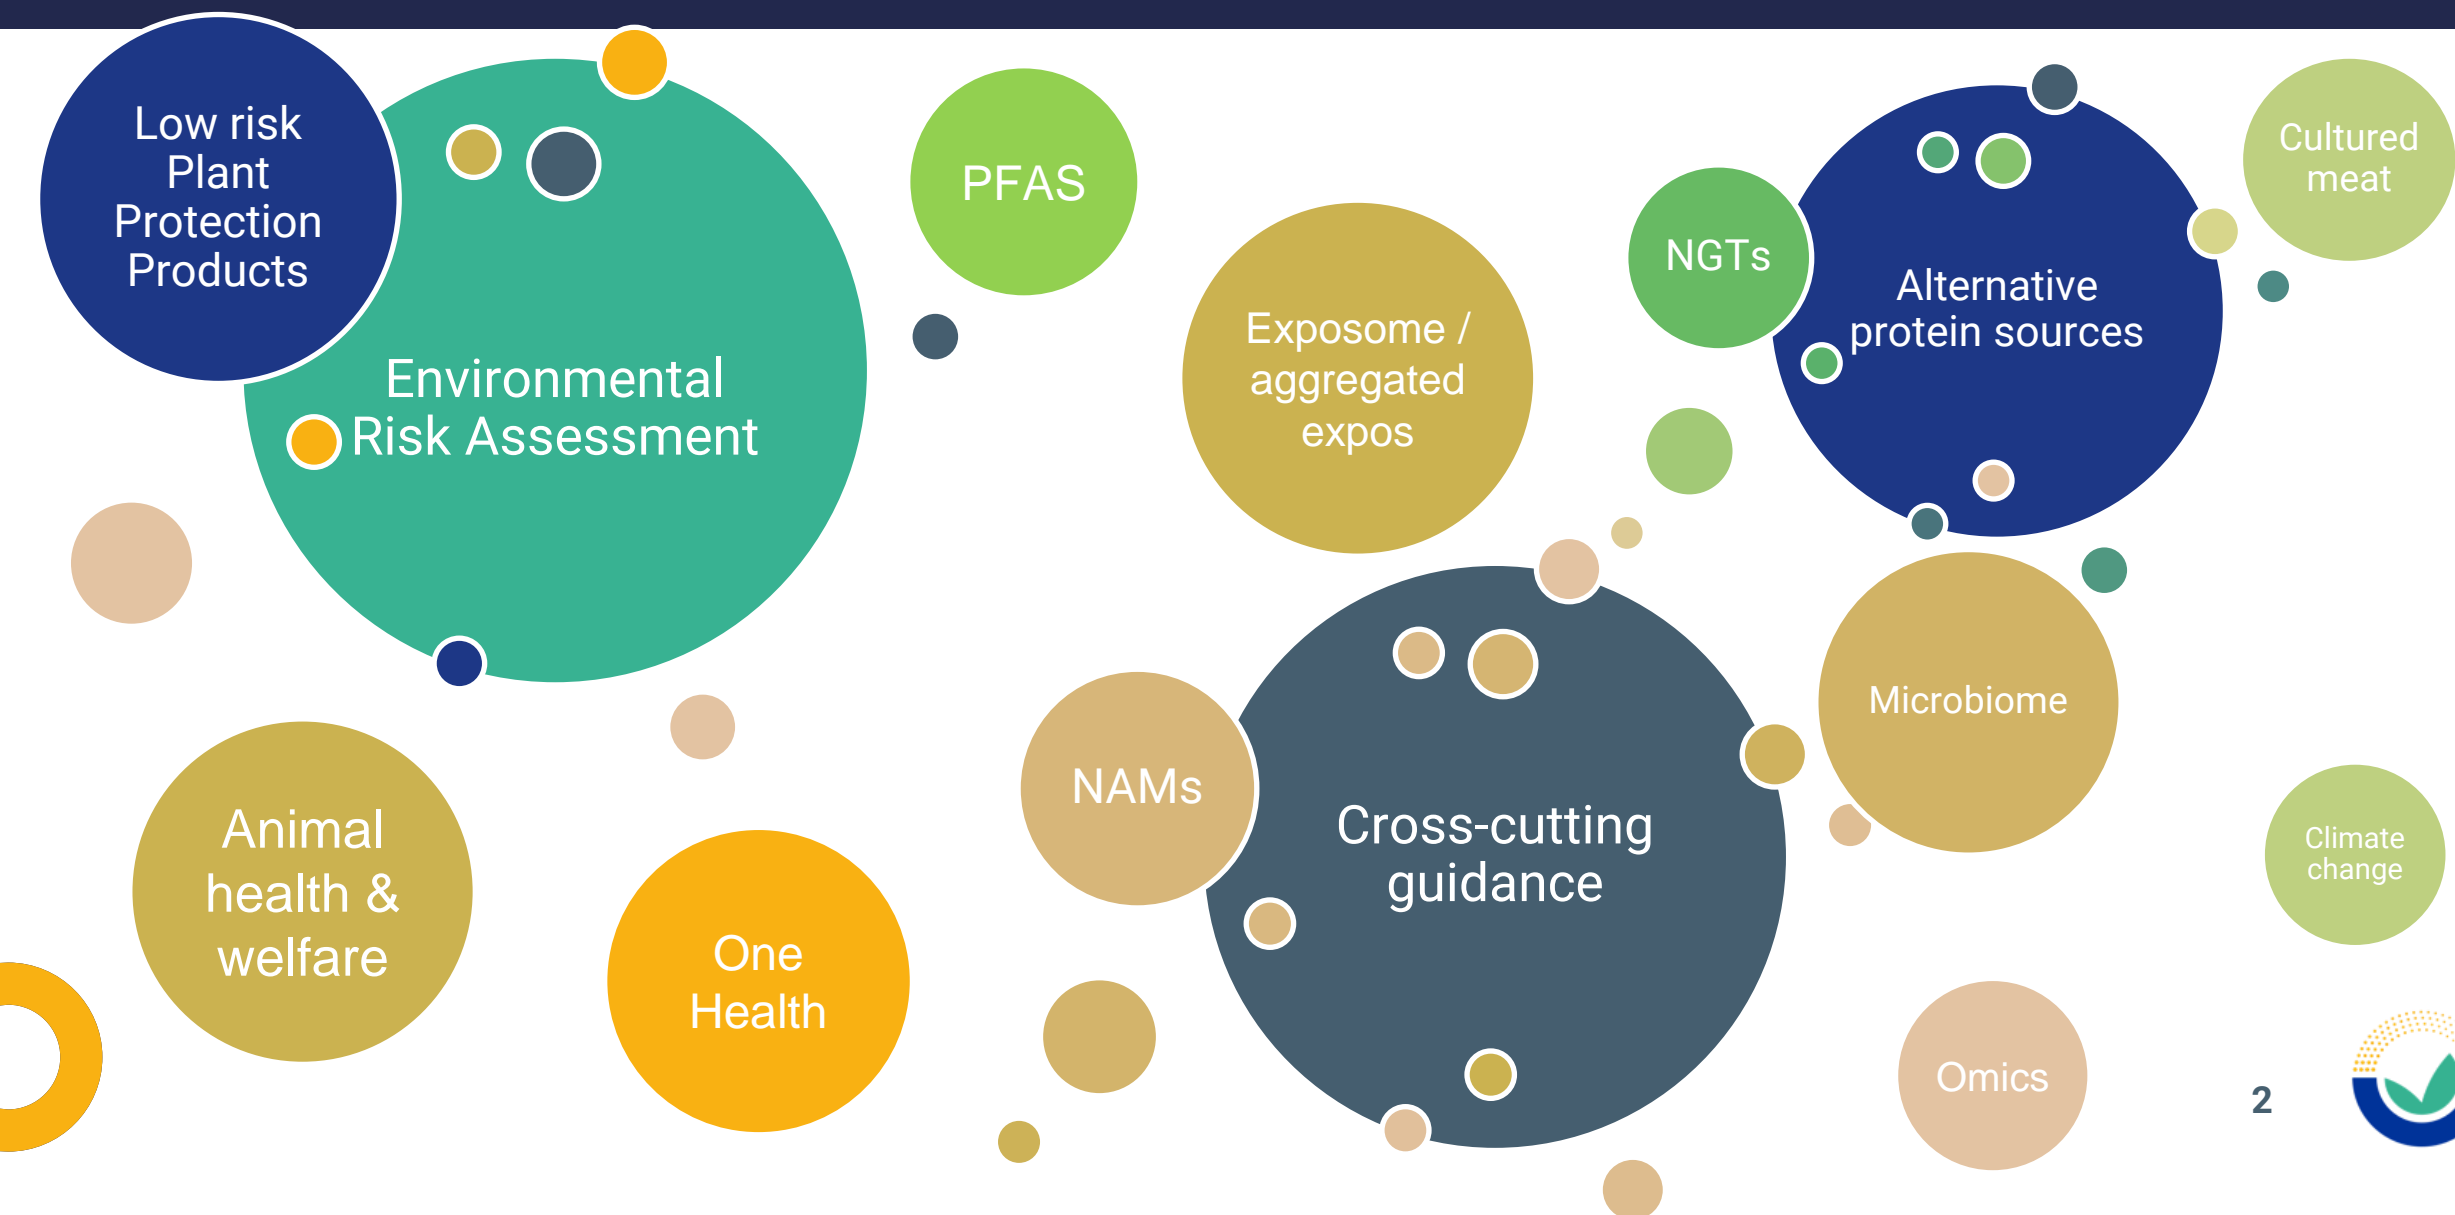 Low risk
Plant
Protection
Products
Environmental
Risk Assessment
PFAS
Exposome /
aggregated
expos
NGTs
Alternative
protein sources
Cultured
meat
Animal
health &
welfare
One
Health
NAMs
Cross-cutting
guidance
Microbiome
Climate
change
Omics
2